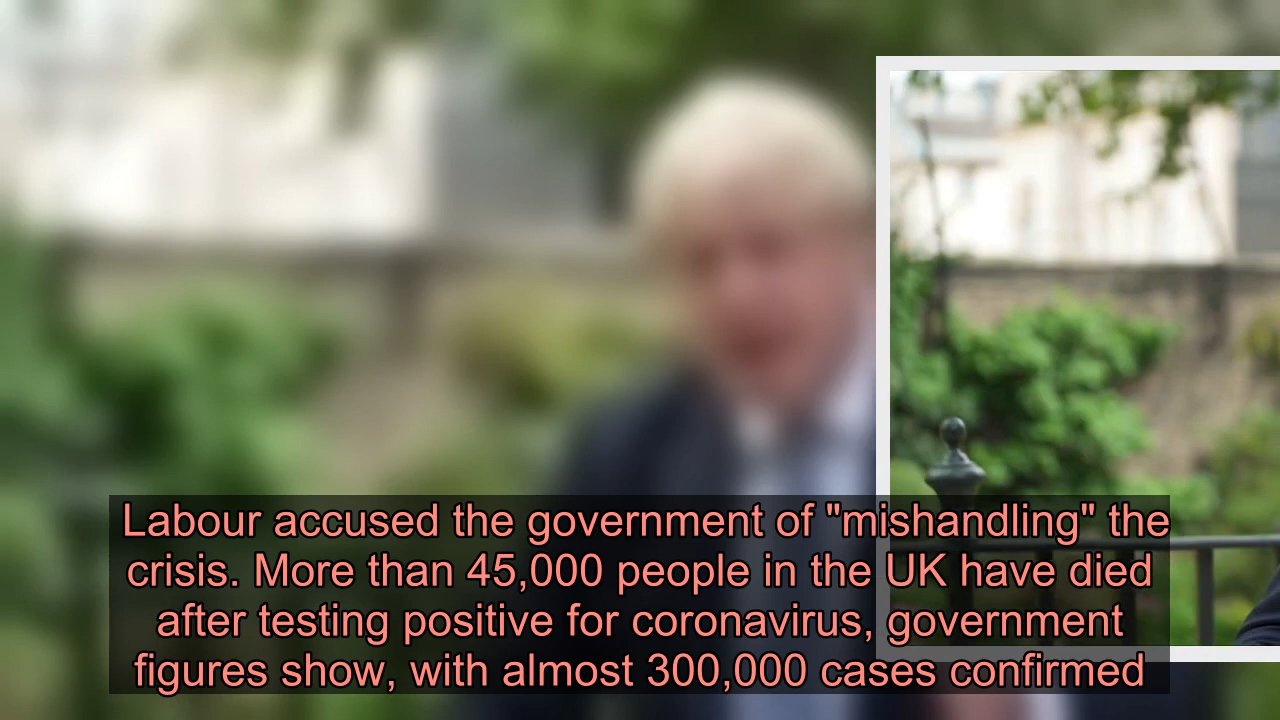 Labour accused the government of "mishandling" the
crisis. More than 45,000 people in the UK have died
after testing positive for coronavirus, government
figures show, with almost 300,000 cases confirmed